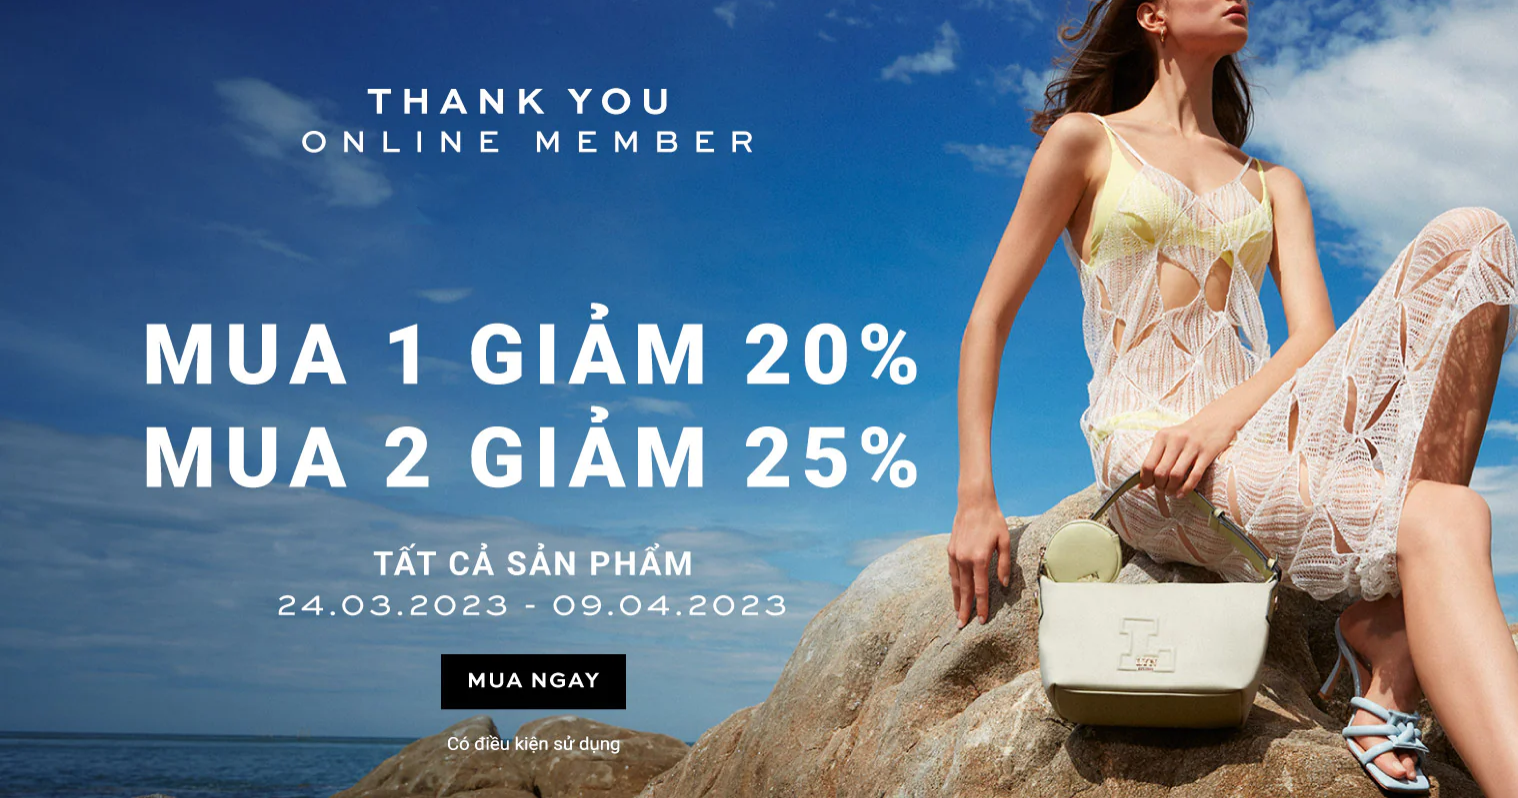 THANK YOU
ONLINE MEMBER
MUA 1 GIẢM 20%
MUA 2 GIẢM 25%
TẤT CẢ SẢN PHẨM
24.03.2023 - 09.04.2023
MUA NGAY
Có điều kiện sử dụng
L
LYN